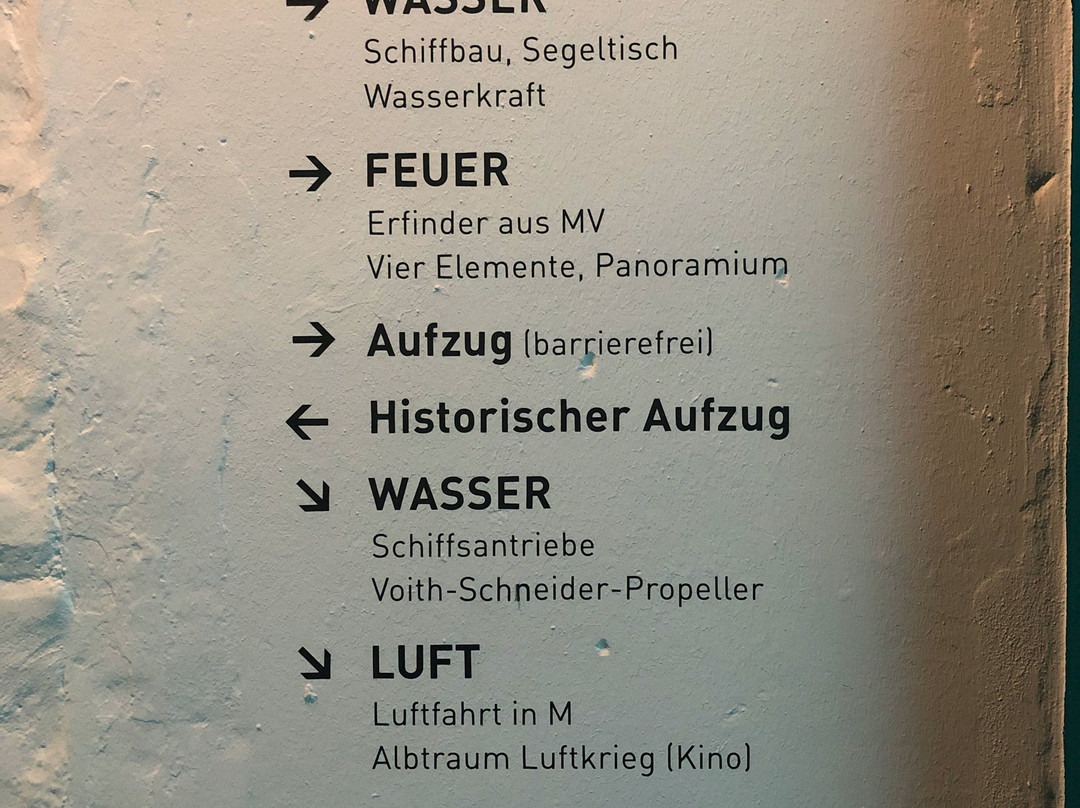 → WASSER
Schiffbau, Segeltisch
Wasserkraft
→ FEUER
Erfinder aus MV
Vier Elemente, Panoramium
→ Aufzug (barrierefrei)
← Historischer Aufzug
↘ WASSER
Schiffsantriebe
Voith-Schneider-Propeller
↘ LUFT
Luftfahrt in M
Albtraum Luftkrieg (Kino)